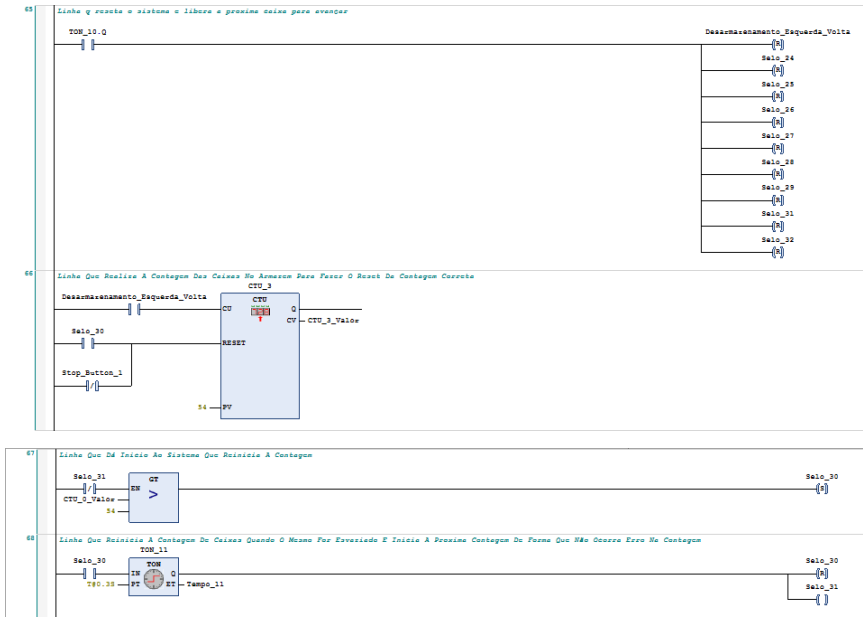 65
Linha q reseta o sistema e libera a proxima caixa para avançar
TON_10.Q
Desarmazenamento_Esquerda_Volta
R
Selo_24
R
Selo_25
R
Selo_26
R
Selo_27
R
Selo_28
R
Selo_29
R
Selo_31
R
Selo_32
R
66
Linha Que Realiza A Contagem Das Caixas No Armazem Para Fazer O Reset Da Contagem Correta
CTU_3
Desarmazenamento_Esquerda_Volta
CTU
CU
Q
CV
CTU_3_Valor
Selo_30
RESET
Stop_Button_1
54
PV
67
Linha Que Dá Inicio Ao Sistema Que Reinicia A Contagem
Selo_31
GT
Selo_30
EN
>
S
CTU_0_Valor
54
68
Linha Que Reinicia A Contagem De Caixas Quando O Mesmo For Esvaziado E Inicia A Proxima Contagem De Forma Que Não Ocorra Erro Na Contagem
TON_11
Selo_30
TON
Selo_30
IN
Q
R
T#0.3S
PT
ET
Tempo_11
Selo_31